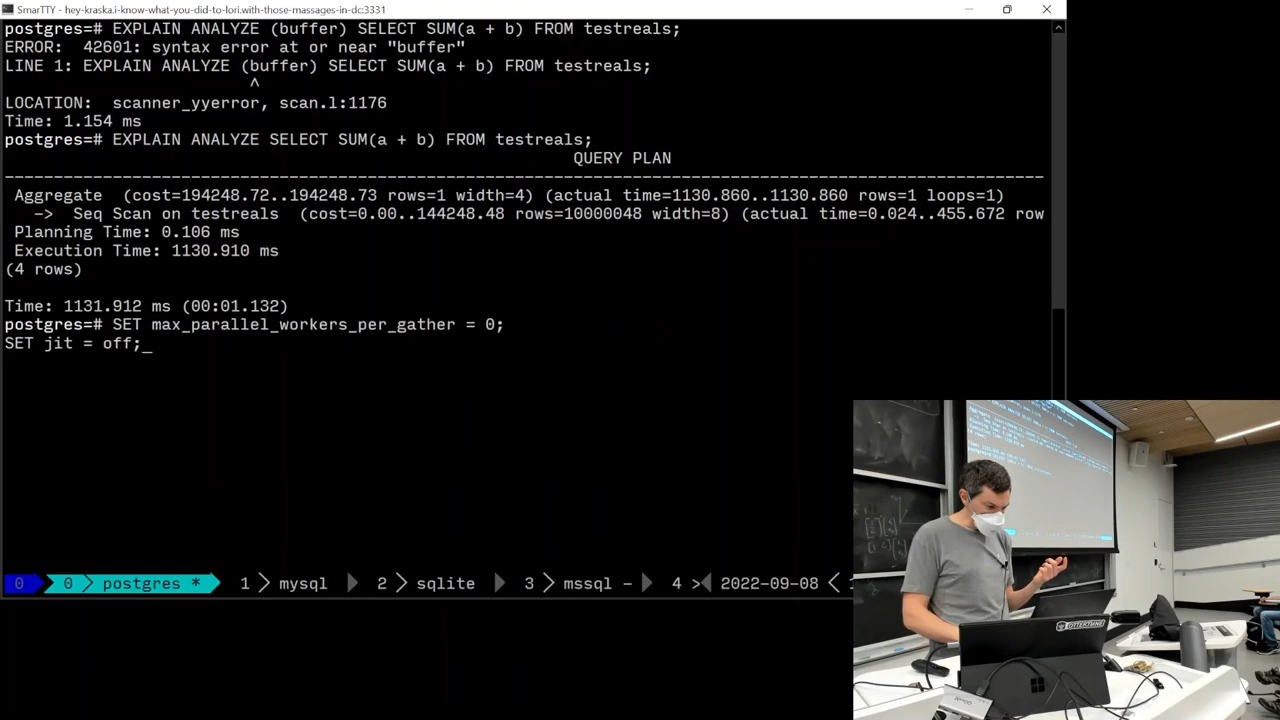 SmarTTY - hey-kraska.i-know-what-you-did-to-lori.with-those-massages-in-dc:3331
postgres=# EXPLAIN ANALYZE (buffer) SELECT SUM(a + b) FROM testreals;
ERROR:  42601: syntax error at or near "buffer"
LINE 1: EXPLAIN ANALYZE (buffer) SELECT SUM(a + b) FROM testreals;
^
LOCATION:  scanner_yyerror, scan.l:1176
Time: 1.154 ms
postgres=# EXPLAIN ANALYZE SELECT SUM(a + b) FROM testreals;
QUERY PLAN
--------------------------------------------------------------------------------------------------------
Aggregate  (cost=194248.72..194248.73 rows=1 width=4) (actual time=1130.860..1130.860 rows=1 loops=1)
->  Seq Scan on testreals  (cost=0.00..144248.48 rows=10000048 width=8) (actual time=0.024..455.672 row
Planning Time: 0.106 ms
Execution Time: 1130.910 ms
(4 rows)
Time: 1131.912 ms (00:01.132)
postgres=# SET max_parallel_workers_per_gather = 0;
SET jit = off;_
0 0 postgres * 1 mysql 2 sqlite 3 mssql - 4 > 2022-09-08
OTTERTUNE